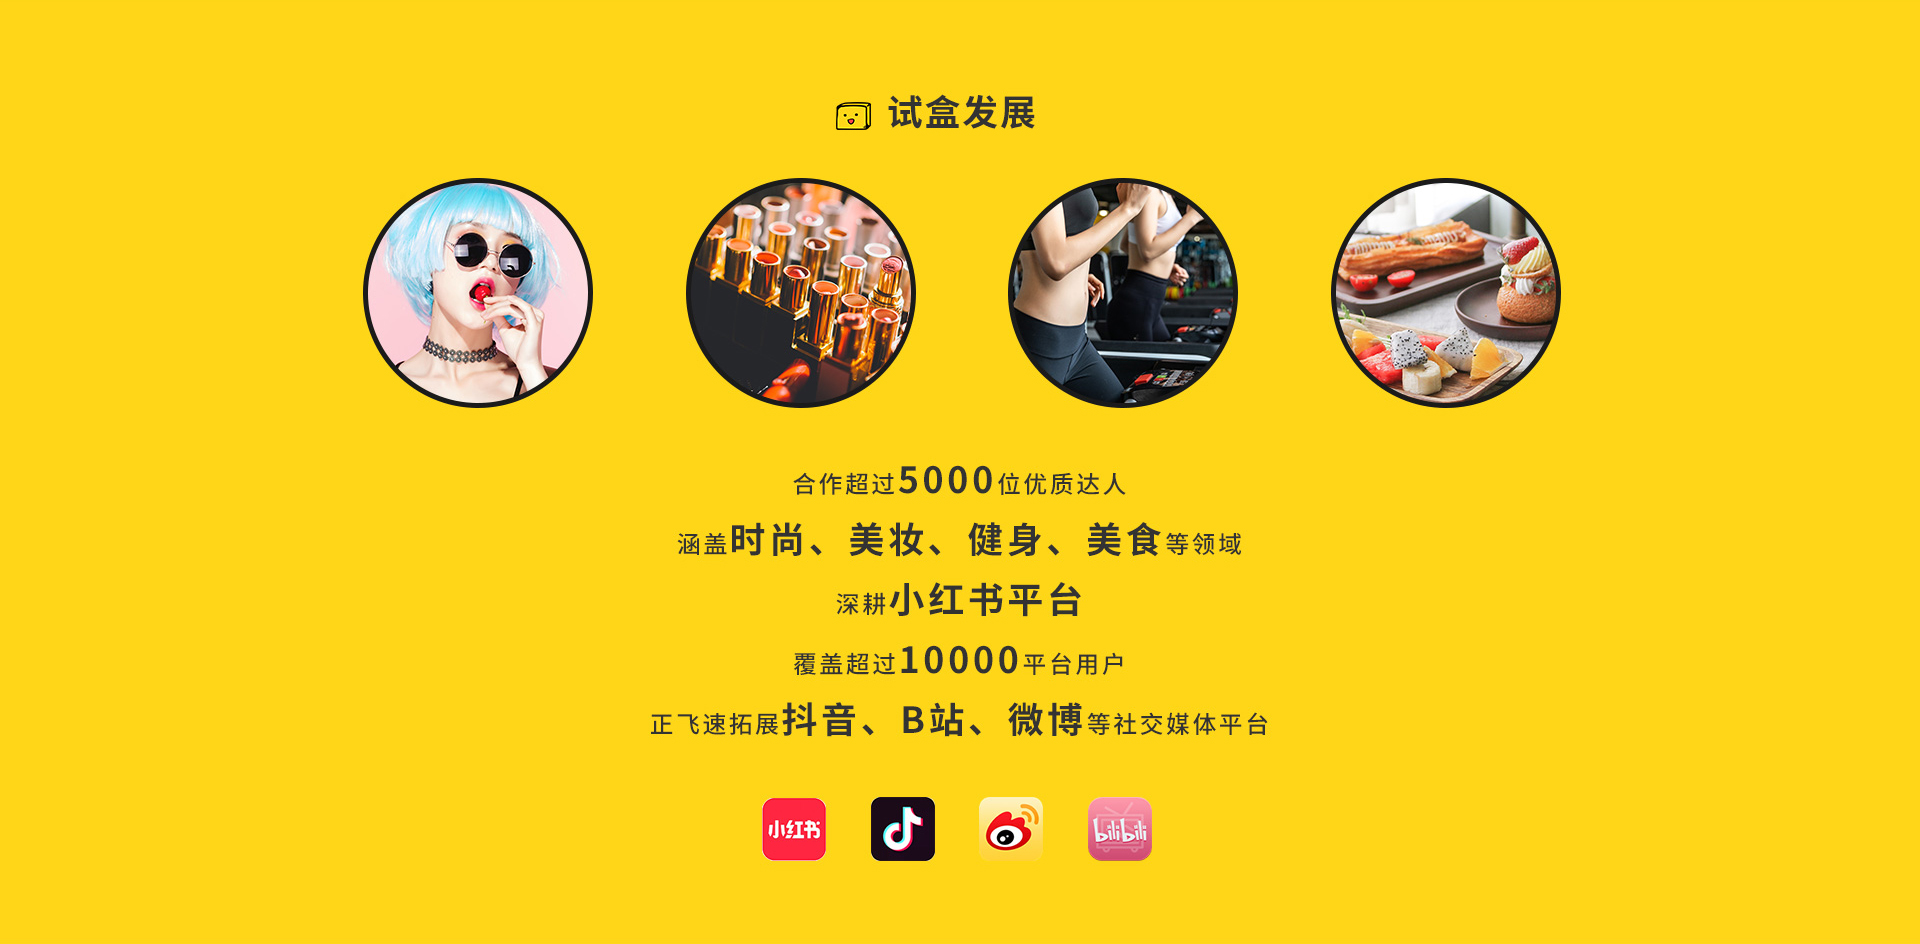 试盒发展
合作超过5000位优质达人
涵盖时尚、美妆、健身、美食等领域
深耕小红书平台
覆盖超过10000平台用户
正飞速拓展抖音、B站、微博等社交媒体平台
小红书
bilibili